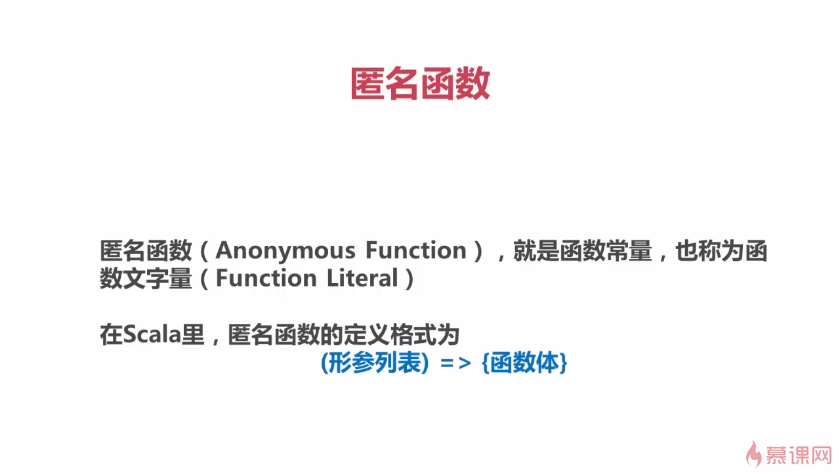 匿名函数
匿名函数（Anonymous Function），就是函数常量，也称为函
数文字量（Function Literal）
在Scala里，匿名函数的定义格式为
(形参列表) => {函数体}
慕课网